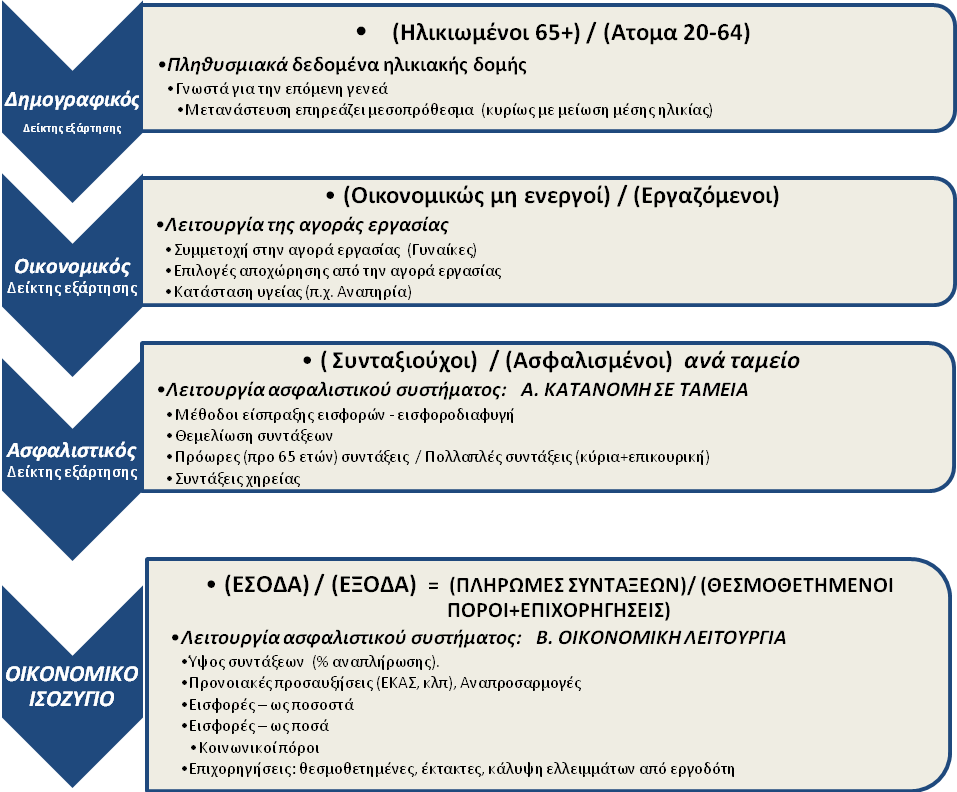 Δημογραφικός
Δείκτης εξάρτησης
• (Ηλικιωμένοι 65+) / (Ατομα 20-64)
•Πληθυσμιακά δεδομένα ηλικιακής δομής
•Γνωστά για την επόμενη γενεά
•Μετανάστευση επηρεάζει μεσοπρόθεσμα (κυρίως με μείωση μέσης ηλικίας)
Οικονομικός
Δείκτης εξάρτησης
• (Οικονομικώς μη ενεργοί) / (Εργαζόμενοι)
•Λειτουργία της αγοράς εργασίας
•Συμμετοχή στην αγορά εργασίας (Γυναίκες)
•Επιλογές αποχώρησης από την αγορά εργασίας
•Κατάσταση υγείας (π.χ. Αναπηρία)
Ασφαλιστικός
Δείκτης εξάρτησης
• ( Συνταξιούχοι) / (Ασφαλισμένοι) ανά ταμείο
•Λειτουργία ασφαλιστικού συστήματος: Α. ΚΑΤΑΝΟΜΗ ΣΕ ΤΑΜΕΙΑ
•Μέθοδοι είσπραξης εισφορών - εισφοροδιαφυγή
•Θεμελίωση συντάξεων
•Πρόωρες (προ 65 ετών) συντάξεις / Πολλαπλές συντάξεις (κύρια+επικουρική)
•Συντάξεις χηρείας
ΟΙΚΟΝΟΜΙΚΟ
ΙΣΟΖΥΓΙΟ
• (ΕΣΟΔΑ) / (ΕΞΟΔΑ) = (ΠΛΗΡΩΜΕΣ ΣΥΝΤΑΞΕΩΝ)/ (ΘΕΣΜΟΘΕΤΗΜΕΝΟΙ
ΠΟΡΟΙ+ΕΠΙΧΟΡΗΓΗΣΕΙΣ)
•Λειτουργία ασφαλιστικού συστήματος: Β. ΟΙΚΟΝΟΜΙΚΗ ΛΕΙΤΟΥΡΓΙΑ
•Ύψος συντάξεων (% αναπλήρωσης).
•Προνοιακές προσαυξήσεις (ΕΚΑΣ, κλπ), Αναπροσαρμογές
•Εισφορές – ως ποσοστά
•Εισφορές – ως ποσά
•Κοινωνικοί πόροι
•Επιχορηγήσεις: θεσμοθετημένες, έκτακτες, κάλυψη ελλειμμάτων από εργοδότη